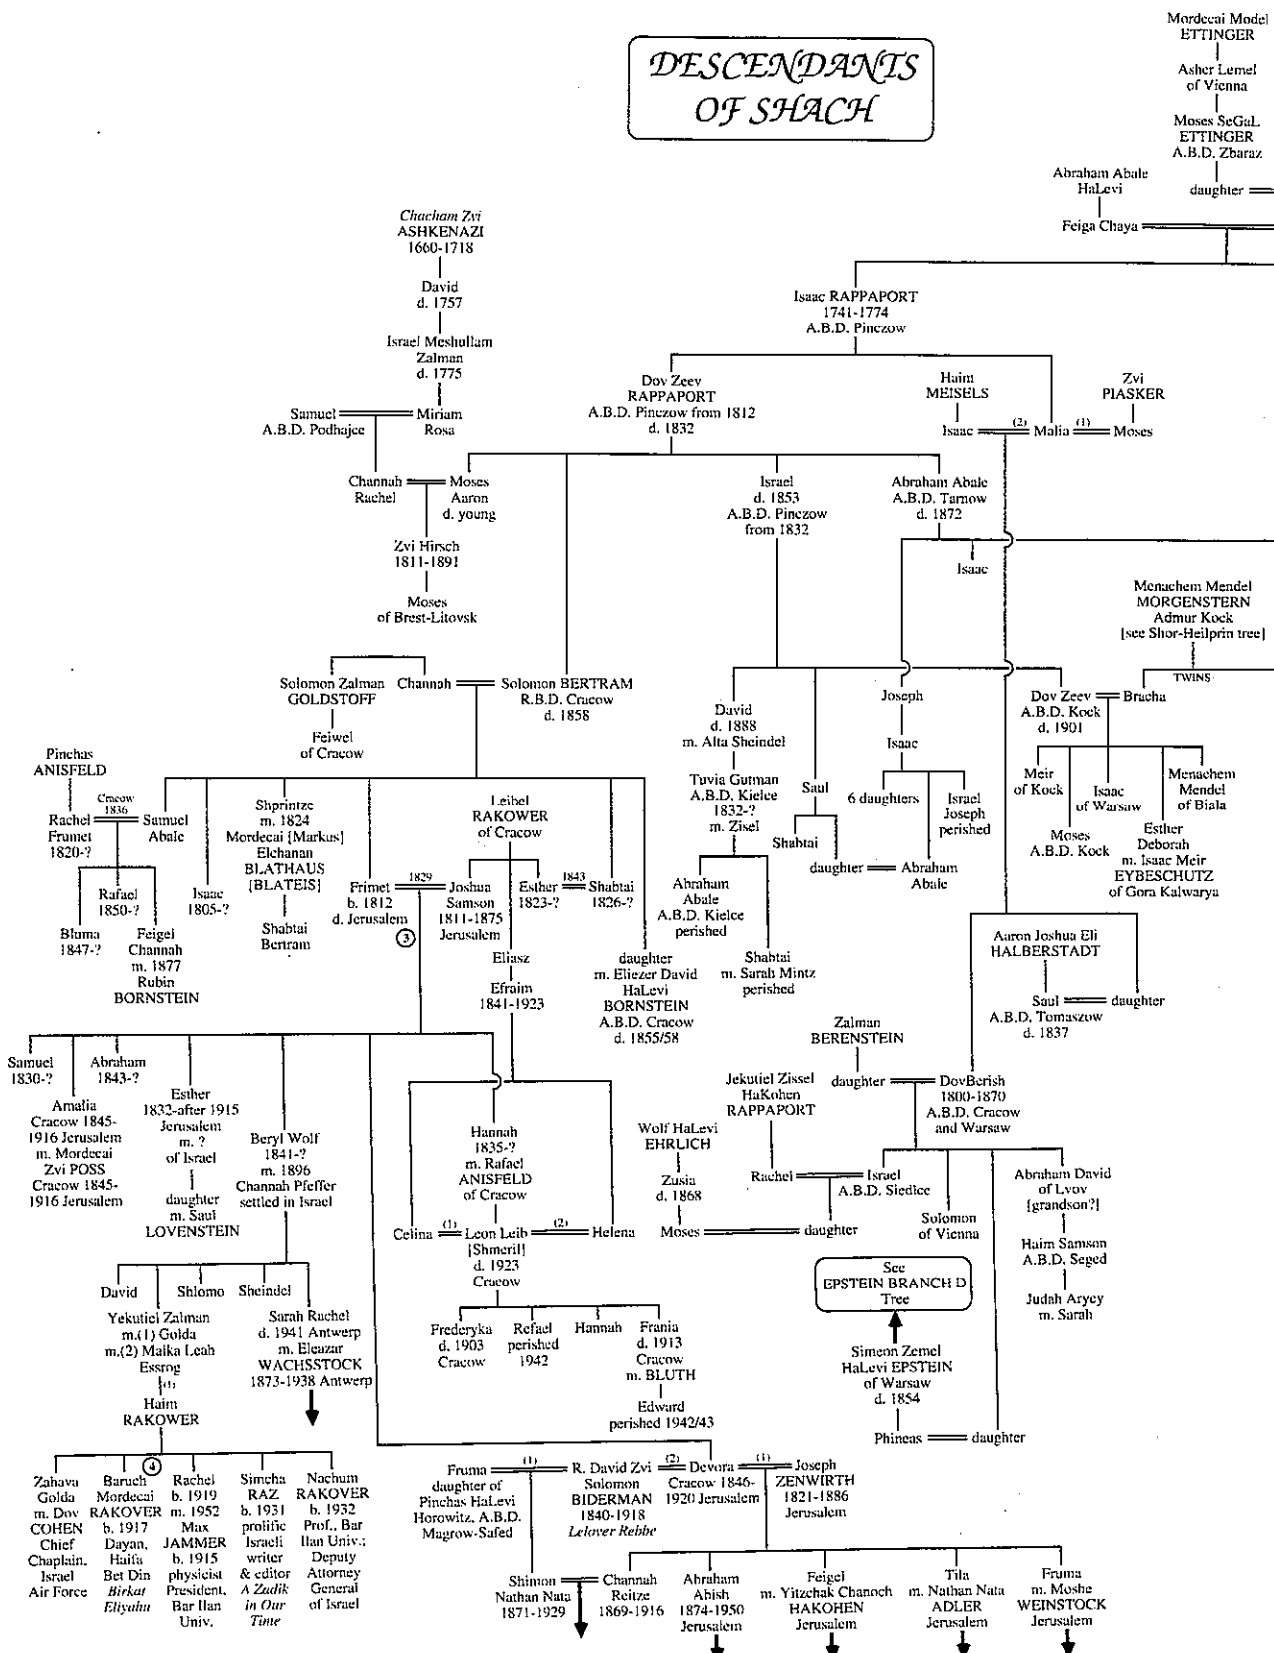 DESCENDANTS
OF SHACH
Mordecai Model
ETTINGER
Asher Lemel
of Vienna
Moses SeGaL
ETTINGER
A.B.D. Zbaraz
daughter
Abraham Abale
HaLevi
Feiga Chaya
Chacham Zvi
ASHKENAZI
1660-1718
David
d. 1757
Israel Meshullam
Zalman
d. 1775
Samuel
A.B.D. Podhajce
Miriam
Rosa
Isaac RAPPAPORT
1741-1774
A.B.D. Pinczow
Dov Zeev
RAPPAPORT
A.B.D. Pinczow from 1812
d. 1832
Haim
MEISELS
Zvi
PIASKER
Isaac
(2)
Malia
(1)
Moses
Channah
Rachel
Moses
Aaron
d. young
Israel
d. 1853
A.B.D. Pinczow
from 1832
Abraham Abale
A.B.D. Tarnow
d. 1872
Zvi Hirsch
1811-1891
Moses
of Brest-Litovsk
Isaac
Menachem Mendel
MORGENSTERN
Admur Kock
[see Shor-Heilprin tree]
TWINS
Solomon Zalman
GOLDSTOFF
Channah
Solomon BERTRAM
R.B.D. Cracow
d. 1858
Feiwel
of Cracow
David
d. 1888
m. Alta Sheindel
Joseph
Dov Zeev
A.B.D. Kock
d. 1901
Bracha
Pinchas
ANISFELD
Cracow
1836
Rachel
Frumet
1820-?
Samuel
Abale
Shprintze
m. 1824
Mordecai [Markus]
Elchanan
BLATHAUS
[BLATEIS]
Leibel
RAKOWER
of Cracow
Tuvia Gutman
A.B.D. Kielce
1832-?
m. Zisel
Saul
Isaac
6 daughters
Israel
Joseph
perished
Meir
of Kock
Isaac
of Warsaw
Menachem
Mendel
of Biala
Moses
A.B.D. Kock
Esther
Deborah
m. Isaac Meir
EYBESCHUTZ
of Gora Kalwarya
Shabtai
daughter
Abraham
Abale
Rafael
1850-?
Isaac
1805-?
Bluma
1847-?
Feigel
Channah
m. 1877
Rubin
BORNSTEIN
Shabtai
Bertram
Frimet
b. 1812
d. Jerusalem
1829
Joshua
Samson
1811-1875
Jerusalem
Esther
1823-?
1843
Shabtai
1826-?
3
Eliasz
Efraim
1841-1923
daughter
m. Eliezer David
HaLevi
BORNSTEIN
A.B.D. Cracow
d. 1855/58
Abraham
Abale
A.B.D. Kielce
perished
Shabtai
m. Sarah Mintz
perished
Aaron Joshua Eli
HALBERSTADT
Saul
A.B.D. Tomaszow
d. 1837
daughter
Zalman
BERENSTEIN
daughter
DovBerish
1800-1870
A.B.D. Cracow
and Warsaw
Samuel
1830-?
Abraham
1843-?
Amalia
Cracow 1845-
1916 Jerusalem
m. Mordecai
Zvi POSS
Cracow 1845-
1916 Jerusalem
Esther
1832-after 1915
Jerusalem
m. ?
of Israel
daughter
m. Saul
LOVENSTEIN
Beryl Wolf
1841-?
m. 1896
Channah Pfeffer
settled in Israel
Hannah
1835-?
m. Rafael
ANISFELD
of Cracow
Jekutiel Zissel
HaKohen
RAPPAPORT
Wolf HaLevi
EHRLICH
Zusia
d. 1868
Rachel
Israel
A.B.D. Siedlce
Solomon
of Vienna
Abraham David
of Lvov
[grandson?]
Moses
daughter
Haim Samson
A.B.D. Seged
Judah Aryey
m. Sarah
Celina
(1)
Leon Leib
[Shmeril]
d. 1923
Cracow
(2)
Helena
See
EPSTEIN BRANCH D
Tree
Simeon Zemel
HaLevi EPSTEIN
of Warsaw
d. 1854
Phineas
daughter
David
Shlomo
Sheindel
Yekutiel Zalman
m.(1) Golda
m.(2) Malka Leah
Essrog
(1)
Haim
RAKOWER
Sarah Rachel
d. 1941 Antwerp
m. Eleazar
WACHSSTOCK
1873-1938 Antwerp
Frederyka
d. 1903
Cracow
Refael
perished
1942
Hannah
Frania
d. 1913
Cracow
m. BLUTH
Edward
perished 1942/43
4
Zahava
Golda
m. Dov
COHEN
Chief
Chaplain,
Israel
Air Force
Baruch
Mordecai
RAKOVER
b. 1917
Dayan,
Haifa
Bet Din
Birkat
Eliyahu
Rachel
b. 1919
m. 1952
Max
JAMMER
b. 1915
physicist
President,
Bar Ilan
Univ.
Simcha
RAZ
b. 1931
prolific
Israeli
writer
& editor
A Zadik
in Our
Time
Nachum
RAKOVER
b. 1932
Prof., Bar
Ilan Univ.;
Deputy
Attorney
General
of Israel
Fruma
daughter of
Pinchas HaLevi
Horowitz, A.B.D.
Magrow-Safed
(1)
R. David Zvi
Solomon
BIDERMAN
1840-1918
Lelover Rebbe
(2)
Devora
Cracow 1846-
1920 Jerusalem
(1)
Joseph
ZENWIRTH
1821-1886
Jerusalem
Shimon
Nathan Nata
1871-1929
Channah
Reitze
1869-1916
Abraham
Abish
1874-1950
Jerusalem
Feigel
m. Yitzchak Chanoch
HAKOHEN
Jerusalem
Tila
m. Nathan Nata
ADLER
Jerusalem
Fruma
m. Moshe
WEINSTOCK
Jerusalem